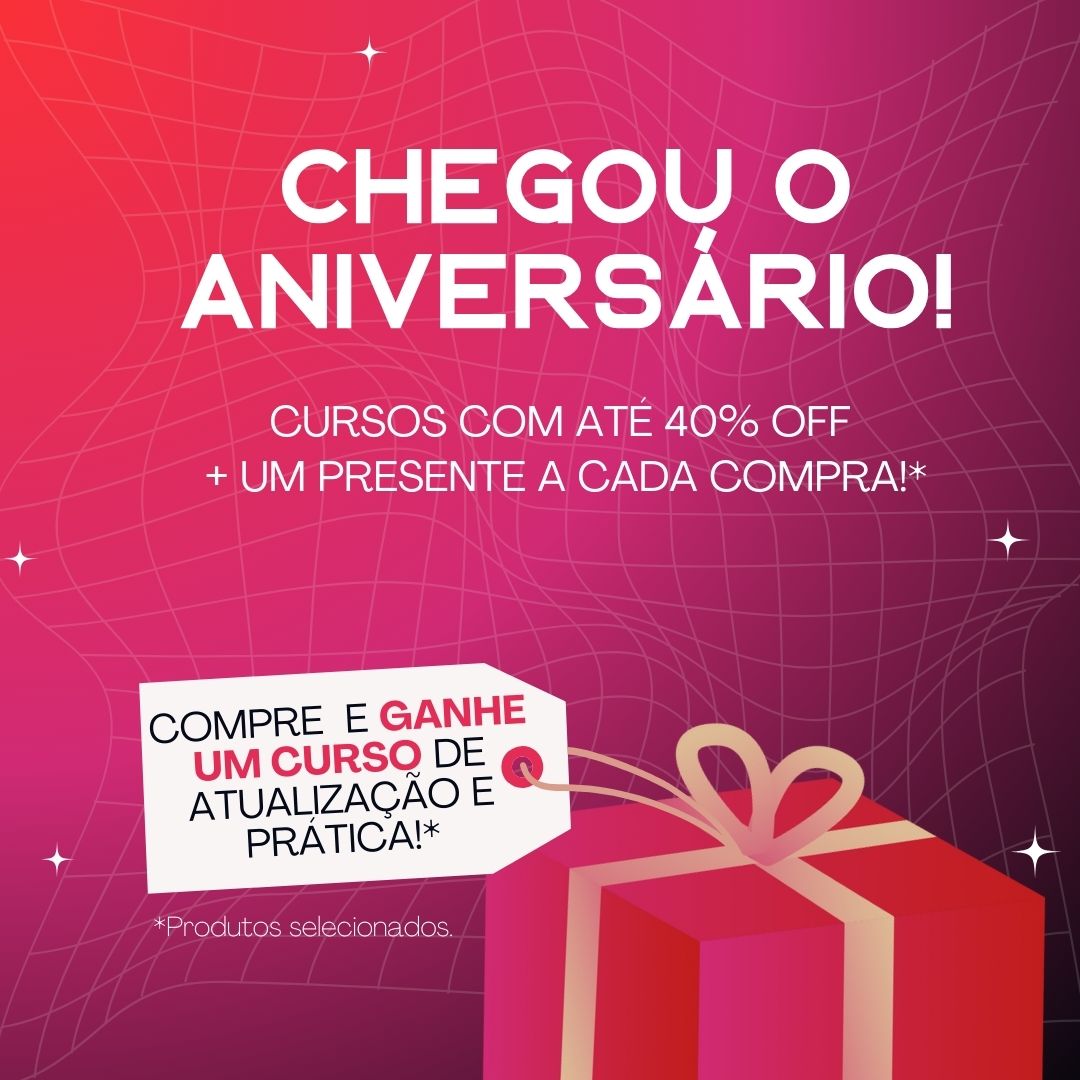 CHEGOU O
ANIVERSÁRIO!
CURSOS COM ATÉ 40% OFF
+ UM PRESENTE A CADA COMPRA!*
COMPRE E GANHE
UM CURSO DE
ATUALIZAÇÃO E
PRÁTICA!*
*Produtos selecionados.